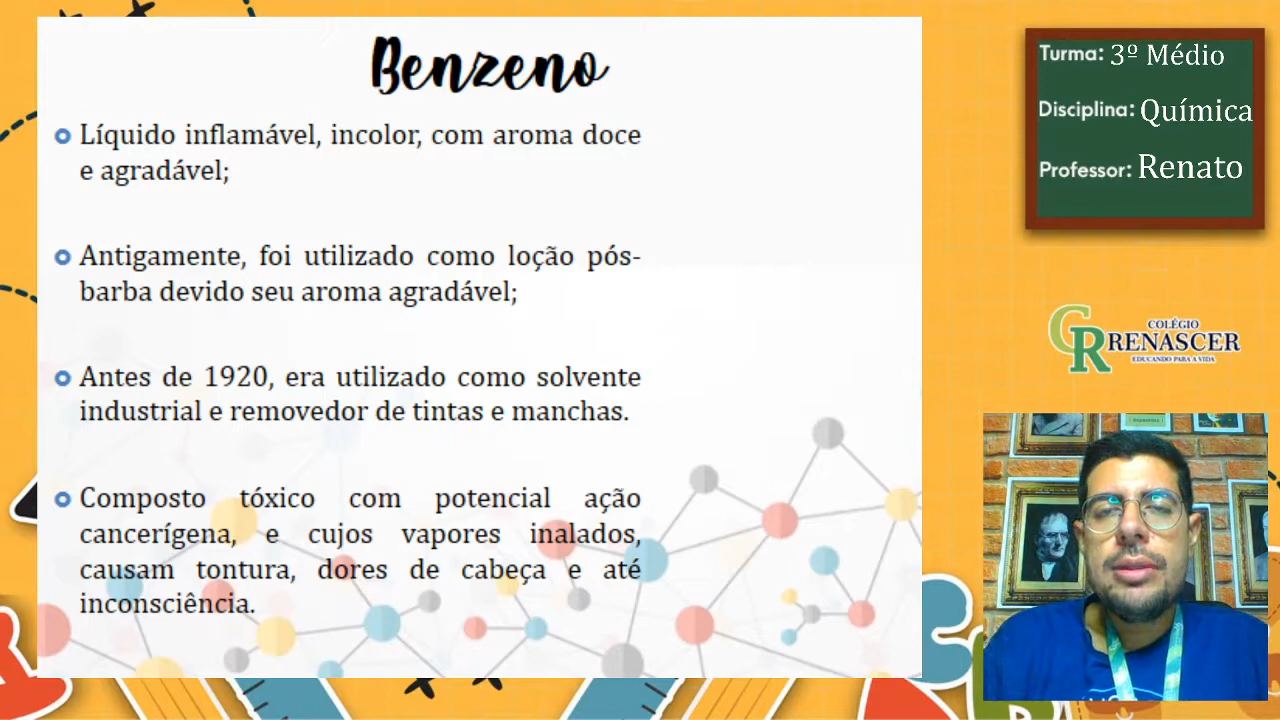 Benzeno
Líquido inflamável, incolor, com aroma doce
e agradável;
Antigamente, foi utilizado como loção pós-
barba devido seu aroma agradável;
Antes de 1920, era utilizado como solvente
industrial e removedor de tintas e manchas.
Composto tóxico com potencial ação
cancerígena, e cujos vapores inalados,
causam tontura, dores de cabeça e até
inconsciência.
Turma: 3º Médio
Disciplina: Química
Professor: Renato
CR
COLÉGIO
RENASCER
EDUCANDO PARA A VIDA